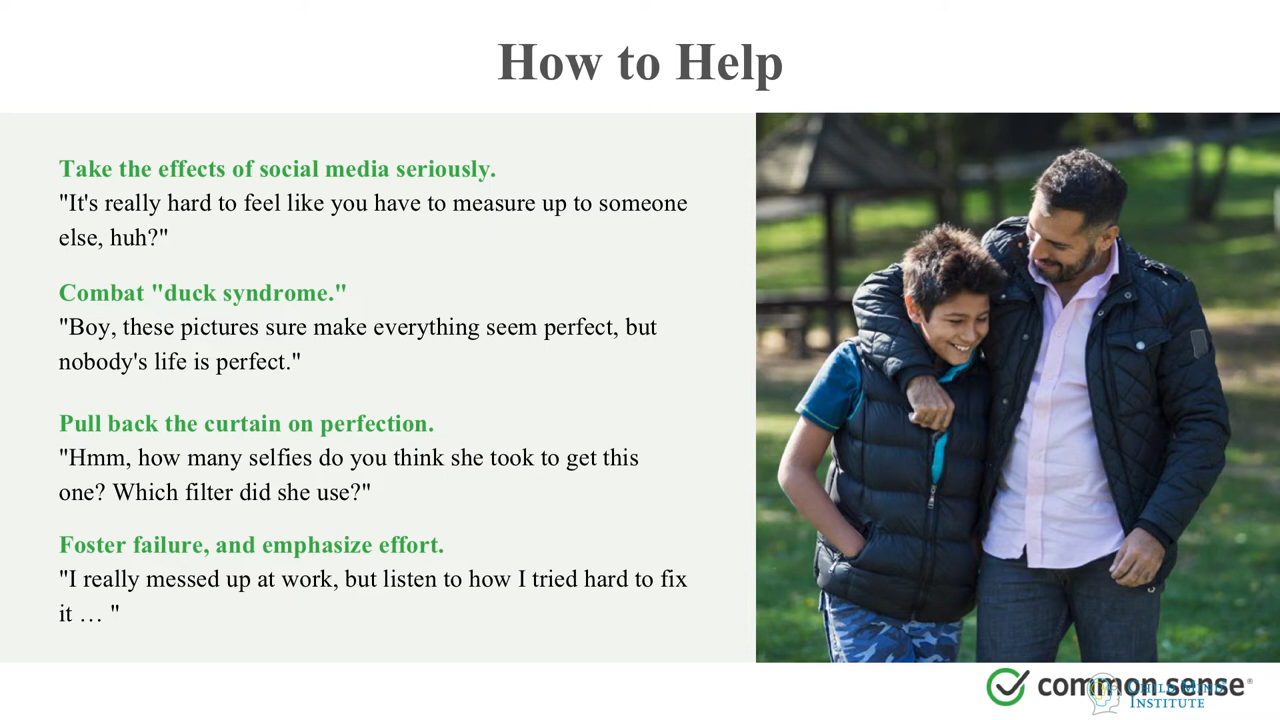 How to Help
Take the effects of social media seriously.
"It's really hard to feel like you have to measure up to someone
else, huh?"
Combat "duck syndrome."
"Boy, these pictures sure make everything seem perfect, but
nobody's life is perfect."
Pull back the curtain on perfection.
"Hmm, how many selfies do you think she took to get this
one? Which filter did she use?"
Foster failure, and emphasize effort.
"I really messed up at work, but listen to how I tried hard to fix
it … "
common sense®
CHILD MIND
INSTITUTE